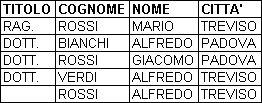 TITOLO COGNOME NOME CITTA'
RAG. ROSSI MARIO TREVISO
DOTT. BIANCHI ALFREDO PADOVA
DOTT. ROSSI GIACOMO PADOVA
DOTT. VERDI ALFREDO TREVISO
ROSSI ALFREDO TREVISO